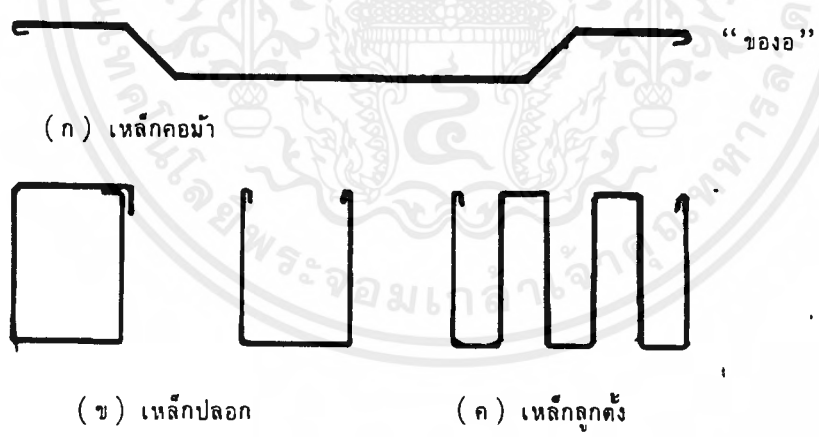 “ ของอ ”
( ก ) เหล็กคอม้า
( ข ) เหล็กปลอก
( ค ) เหล็กลูกตั้ง